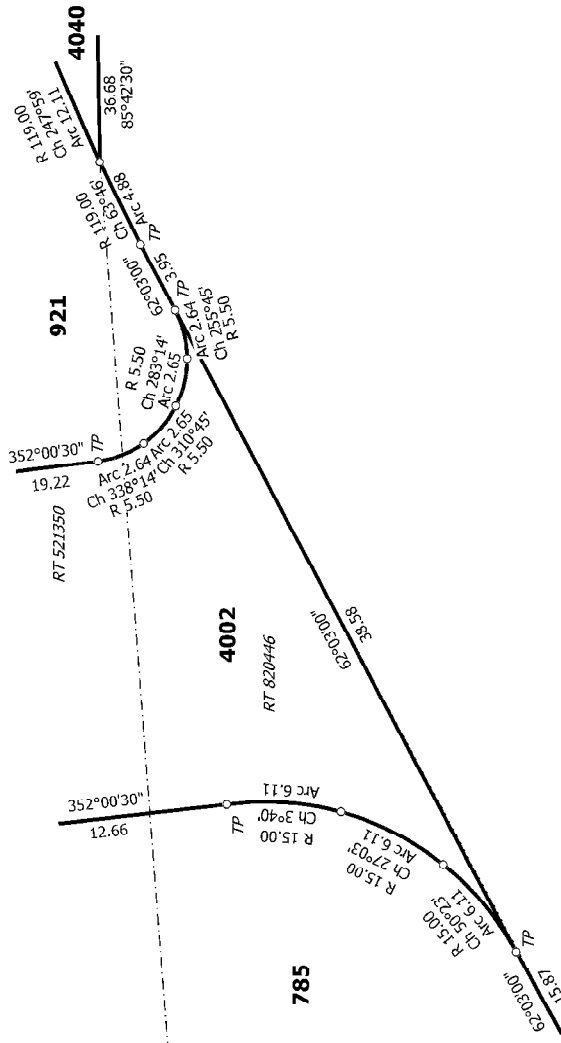 4040
36.68
85°42'30"
R 119.00
Ch 247°59'
Arc 12.11
R 119.00
Ch 63°46'
Arc 4.88
TP
62°03'00"
3.95
TP
921
Arc 2.64
Ch 255°45'
R 5.50
R 5.50
Ch 283°14'
Arc 2.65
Arc 2.65
Ch 310°45'
R 5.50
Arc 2.64
Ch 338°14'
R 5.50
TP
352°00'30"
19.22
RT 521350
4002
RT 820446
62°03'00"
38.58
352°00'30"
12.66
TP
Arc 6.11
Ch 3°40'
R 15.00
Arc 6.11
Ch 27°03'
R 15.00
R 15.00
Ch 50°23'
Arc 6.11
TP
785
62°03'00"
15.87